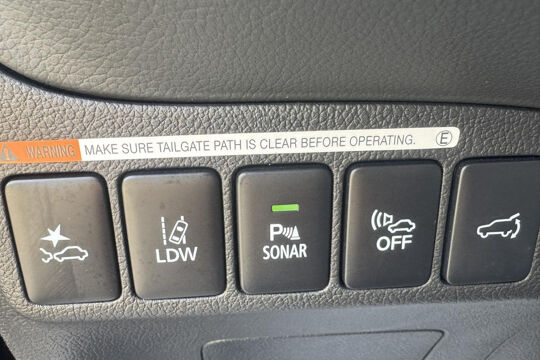 WARNING MAKE SURE TAILGATE PATH IS CLEAR BEFORE OPERATING. E
LDW
P
SONAR
OFF